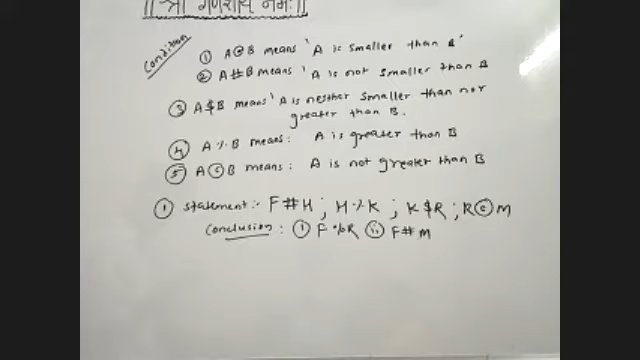 || श्री गणेशाय नमः ||
Condition
① A@B means 'A is smaller than B'
② A#B means 'A is not smaller than B
③ A$B means 'A is neither smaller than nor
greater than B.
④ A%B means: A is greater than B
⑤ A©B means: A is not greater than B
① Statement:- F#H ; H%K ; K$R ; R©M
Conclusion: ① F%R ⓘⓘ F#M